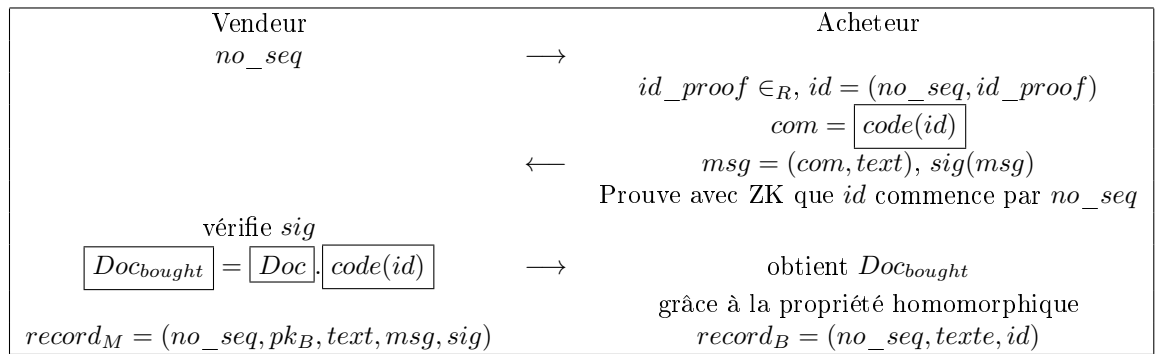 Vendeur Acheteur
no_seq ⟶
id_proof ∈_R, id = (no_seq, id_proof)
com = code(id)
⟵ msg = (com, text), sig(msg)
Prouve avec ZK que id commence par no_seq
vérifie sig
Doc_bought = Doc . code(id) ⟶ obtient Doc_bought
grâce à la propriété homomorphique
record_M = (no_seq, pk_B, text, msg, sig) record_B = (no_seq, texte, id)